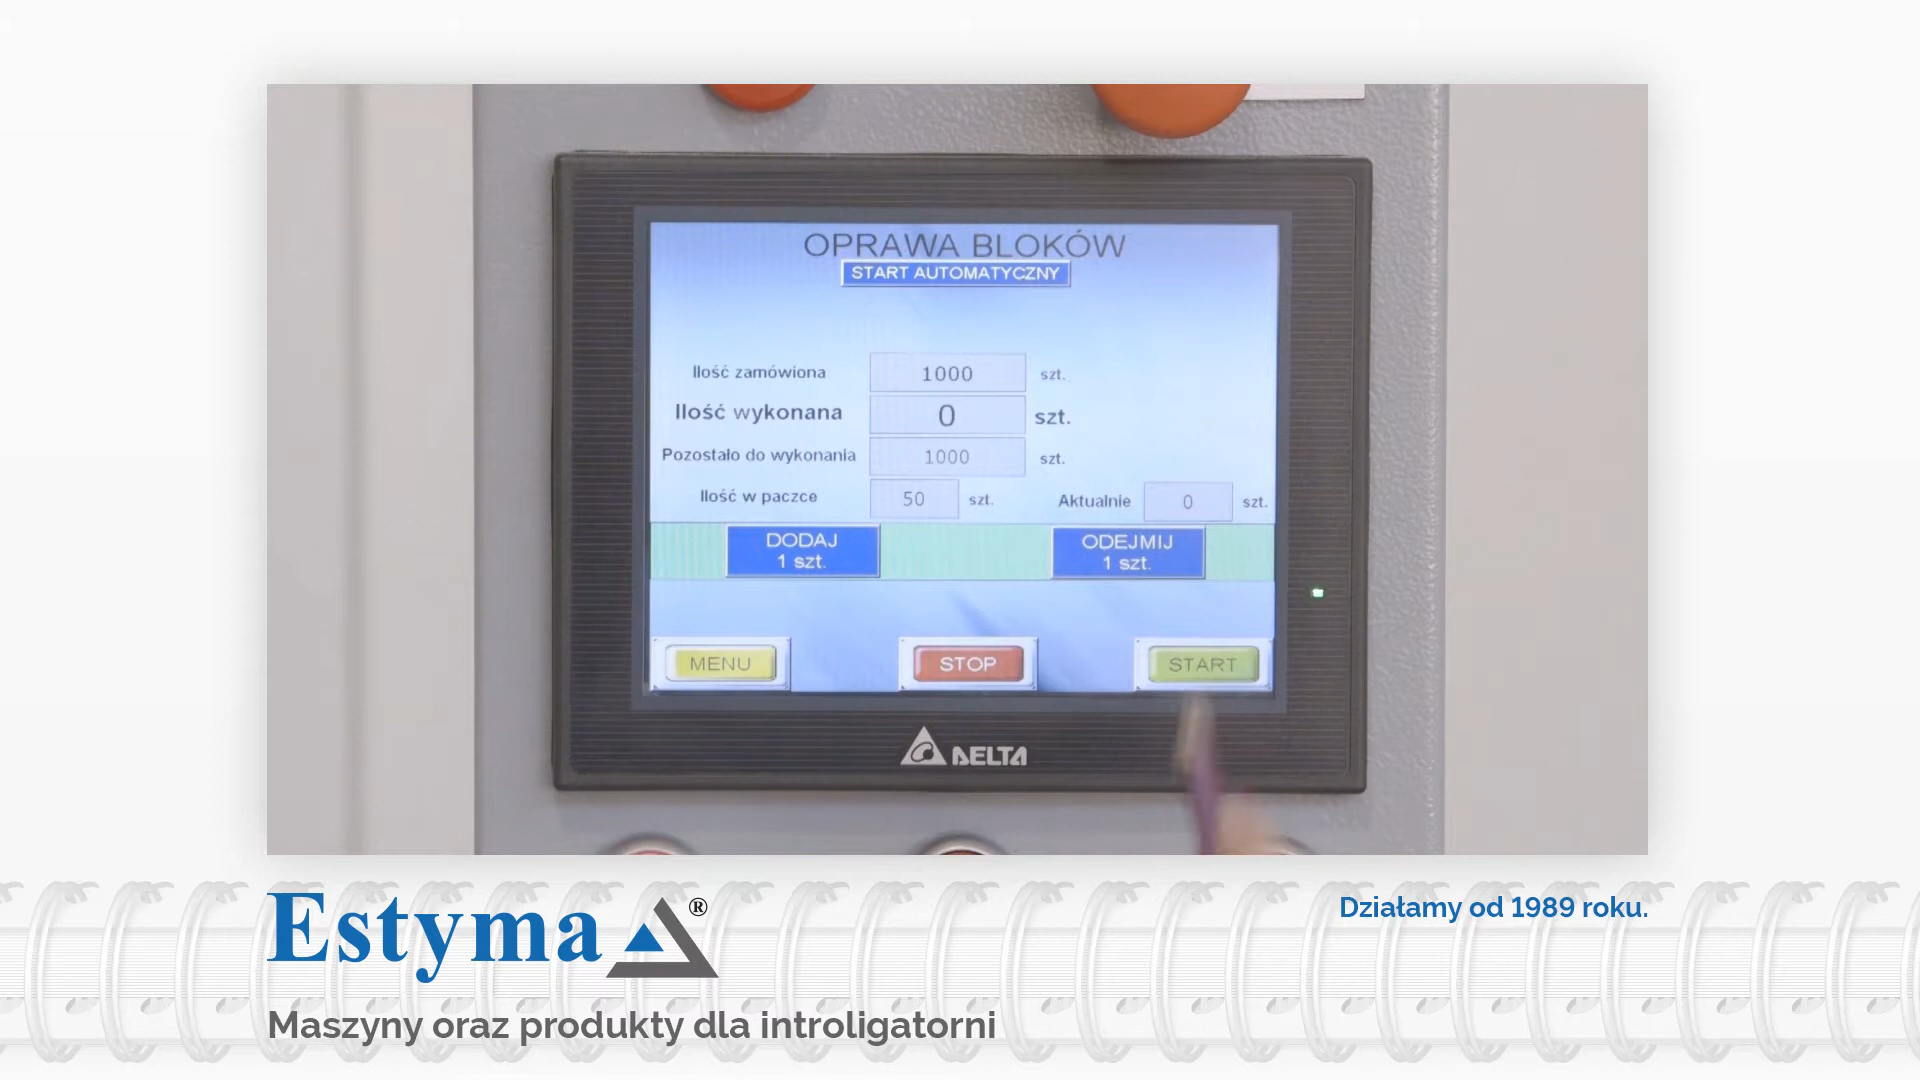 OPRAWA BLOKÓW
START AUTOMATYCZNY
Ilość zamówiona 1000 szt.
Ilość wykonana 0 szt.
Pozostało do wykonania 1000 szt.
Ilość w paczce 50 szt. Aktualnie 0 szt.
DODAJ
1 szt.
ODEJMIJ
1 szt.
MENU STOP START
DELTA
Estyma ®
Działamy od 1989 roku.
Maszyny oraz produkty dla introligatorni